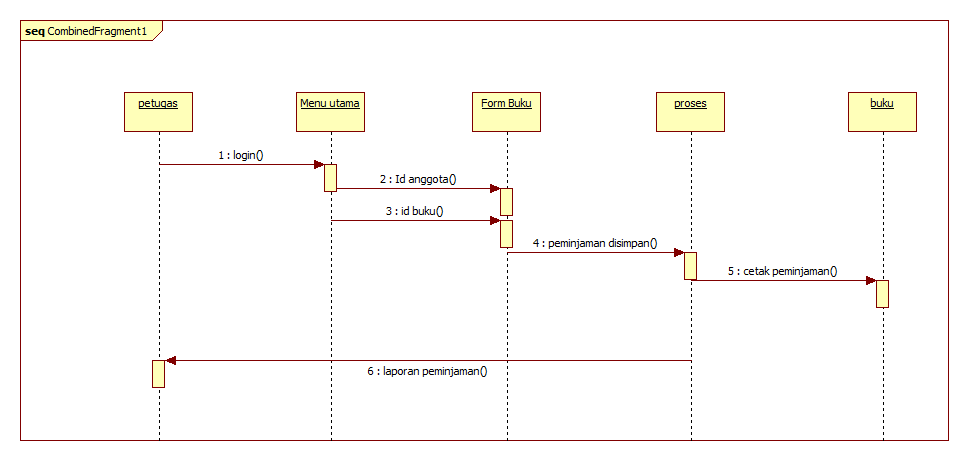 seq CombinedFragment1
petugas
Menu utama
Form Buku
proses
buku
1 : login()
2 : Id anggota()
3 : id buku()
4 : peminjaman disimpan()
5 : cetak peminjaman()
6 : laporan peminjaman()